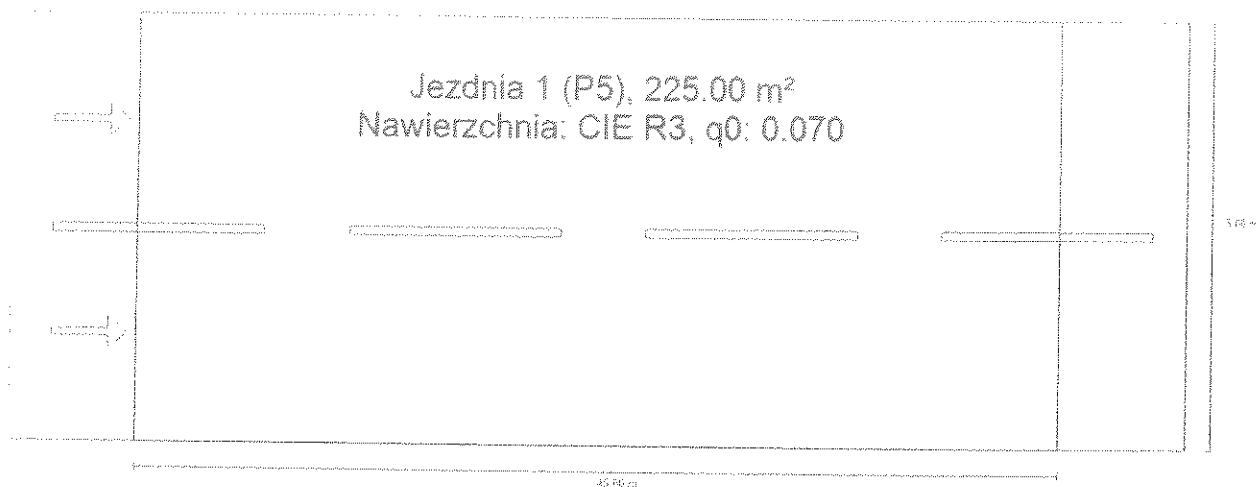 Jezdnia 1 (P5), 225.00 m²
Nawierzchnia: CIE R3, q0: 0.070